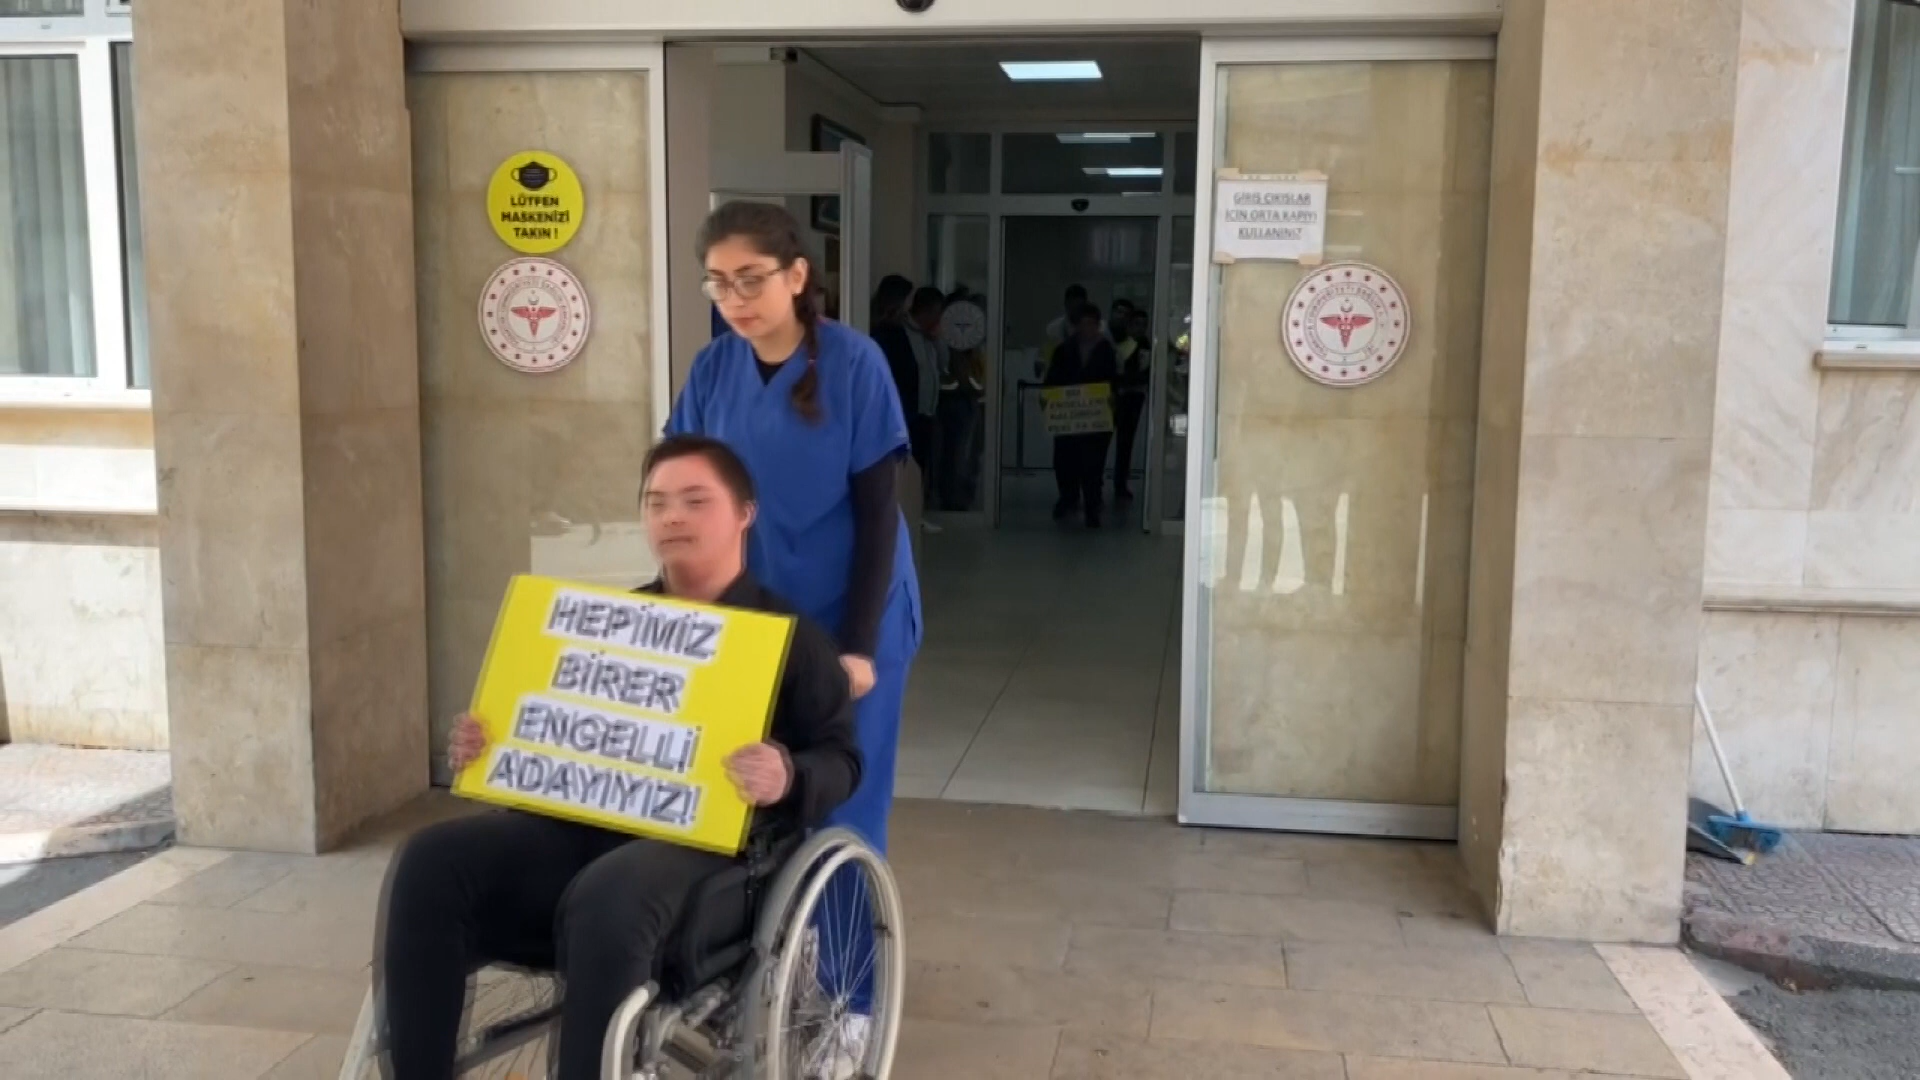 LÜTFEN
MASKENİZİ
TAKIN !
GİRİŞ ÇIKIŞLAR
İÇİN ORTA KAPIYI
KULLANINIZ
HEPİMİZ
BİRER
ENGELLİ
ADAYIYIZ!